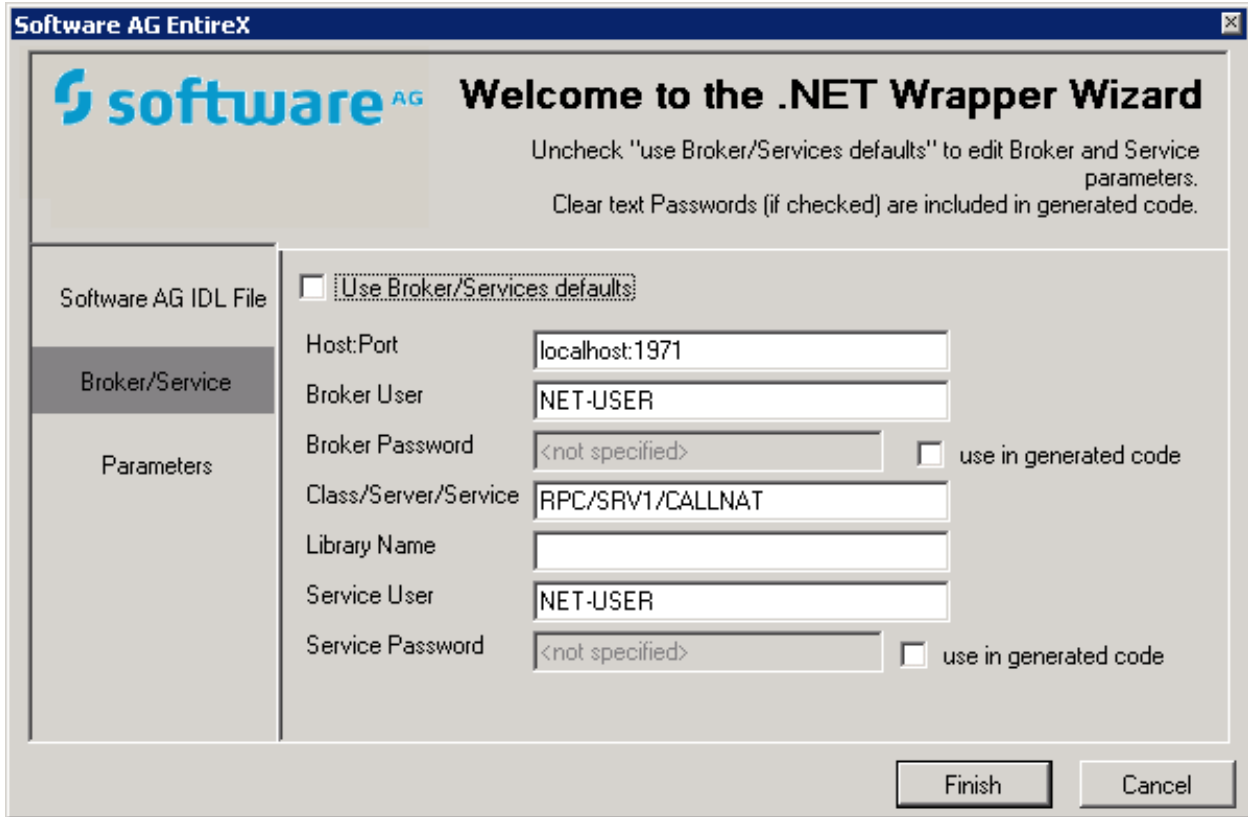 Software AG EntireX
software AG
Welcome to the .NET Wrapper Wizard
Uncheck "use Broker/Services defaults" to edit Broker and Service
parameters.
Clear text Passwords (if checked) are included in generated code.
Software AG IDL File
Broker/Service
Parameters
Use Broker/Services defaults
Host:Port localhost:1971
Broker User NET-USER
Broker Password <not specified> use in generated code
Class/Server/Service RPC/SRV1/CALLNAT
Library Name
Service User NET-USER
Service Password <not specified> use in generated code
Finish Cancel